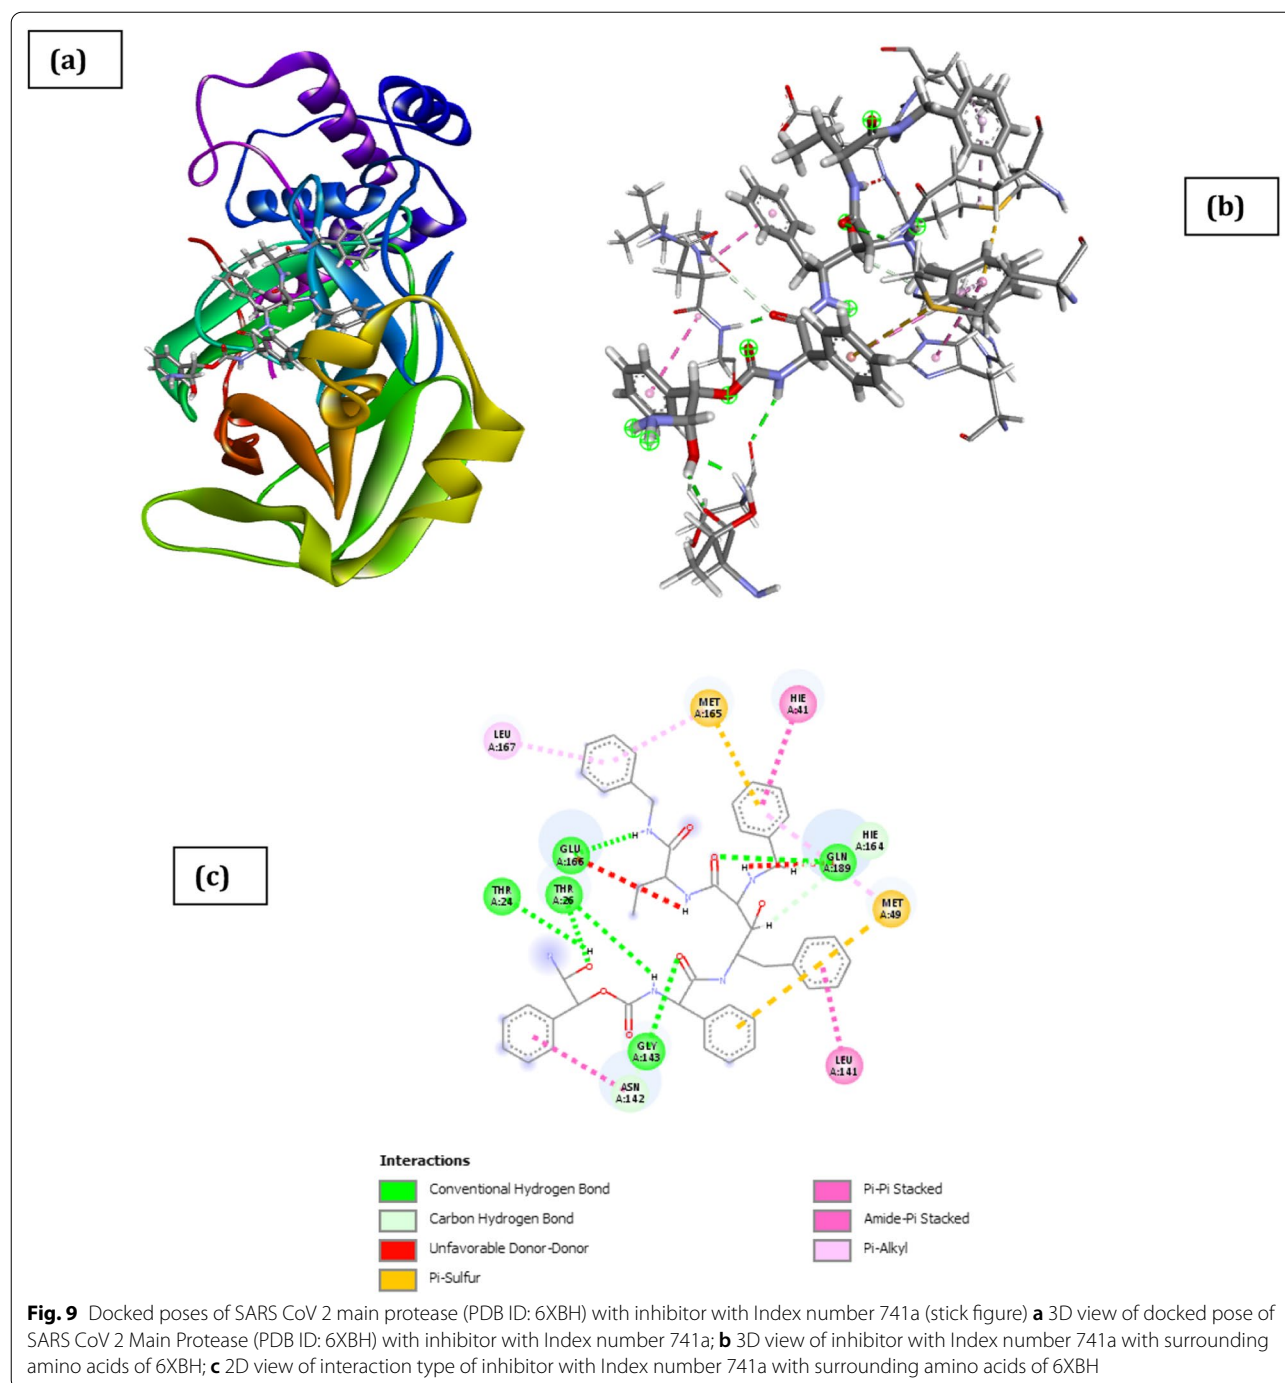 (a)
(b)
MET
A:165
HIE
A:41
LEU
A:167
HIE
A:164
GLU
A:166
GLN
A:189
THR
A:24
THR
A:26
MET
A:49
H
N
O
O
H
H
N
H
O
H
N
H
O
H
N
O
O
H
N
O
N
O
GLY
A:143
LEU
A:141
ASN
A:142
(c)
Interactions
Conventional Hydrogen Bond
Carbon Hydrogen Bond
Unfavorable Donor-Donor
Pi-Sulfur
Pi-Pi Stacked
Amide-Pi Stacked
Pi-Alkyl
Fig. 9 Docked poses of SARS CoV 2 main protease (PDB ID: 6XBH) with inhibitor with Index number 741a (stick figure) a 3D view of docked pose of
SARS CoV 2 Main Protease (PDB ID: 6XBH) with inhibitor with Index number 741a; b 3D view of inhibitor with Index number 741a with surrounding
amino acids of 6XBH; c 2D view of interaction type of inhibitor with Index number 741a with surrounding amino acids of 6XBH